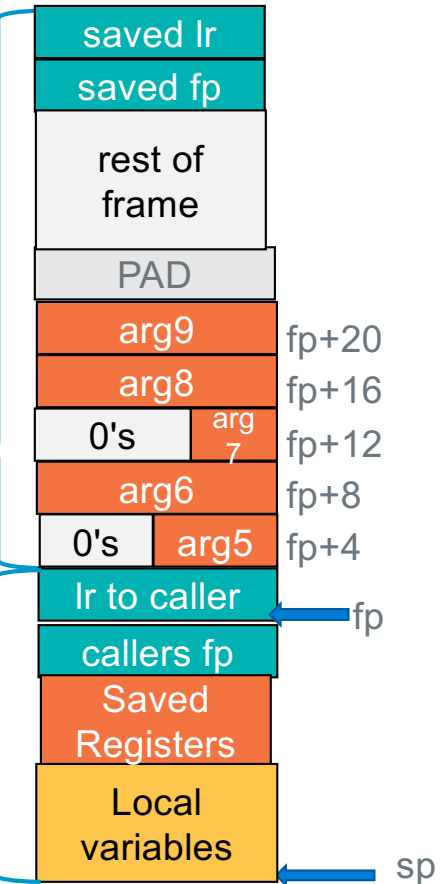 saved lr
saved fp
rest of
frame
PAD
arg9
fp+20
arg8
fp+16
0's
arg
7
fp+12
arg6
fp+8
0's
arg5
fp+4
lr to caller
fp
callers fp
Saved
Registers
Local
variables
sp